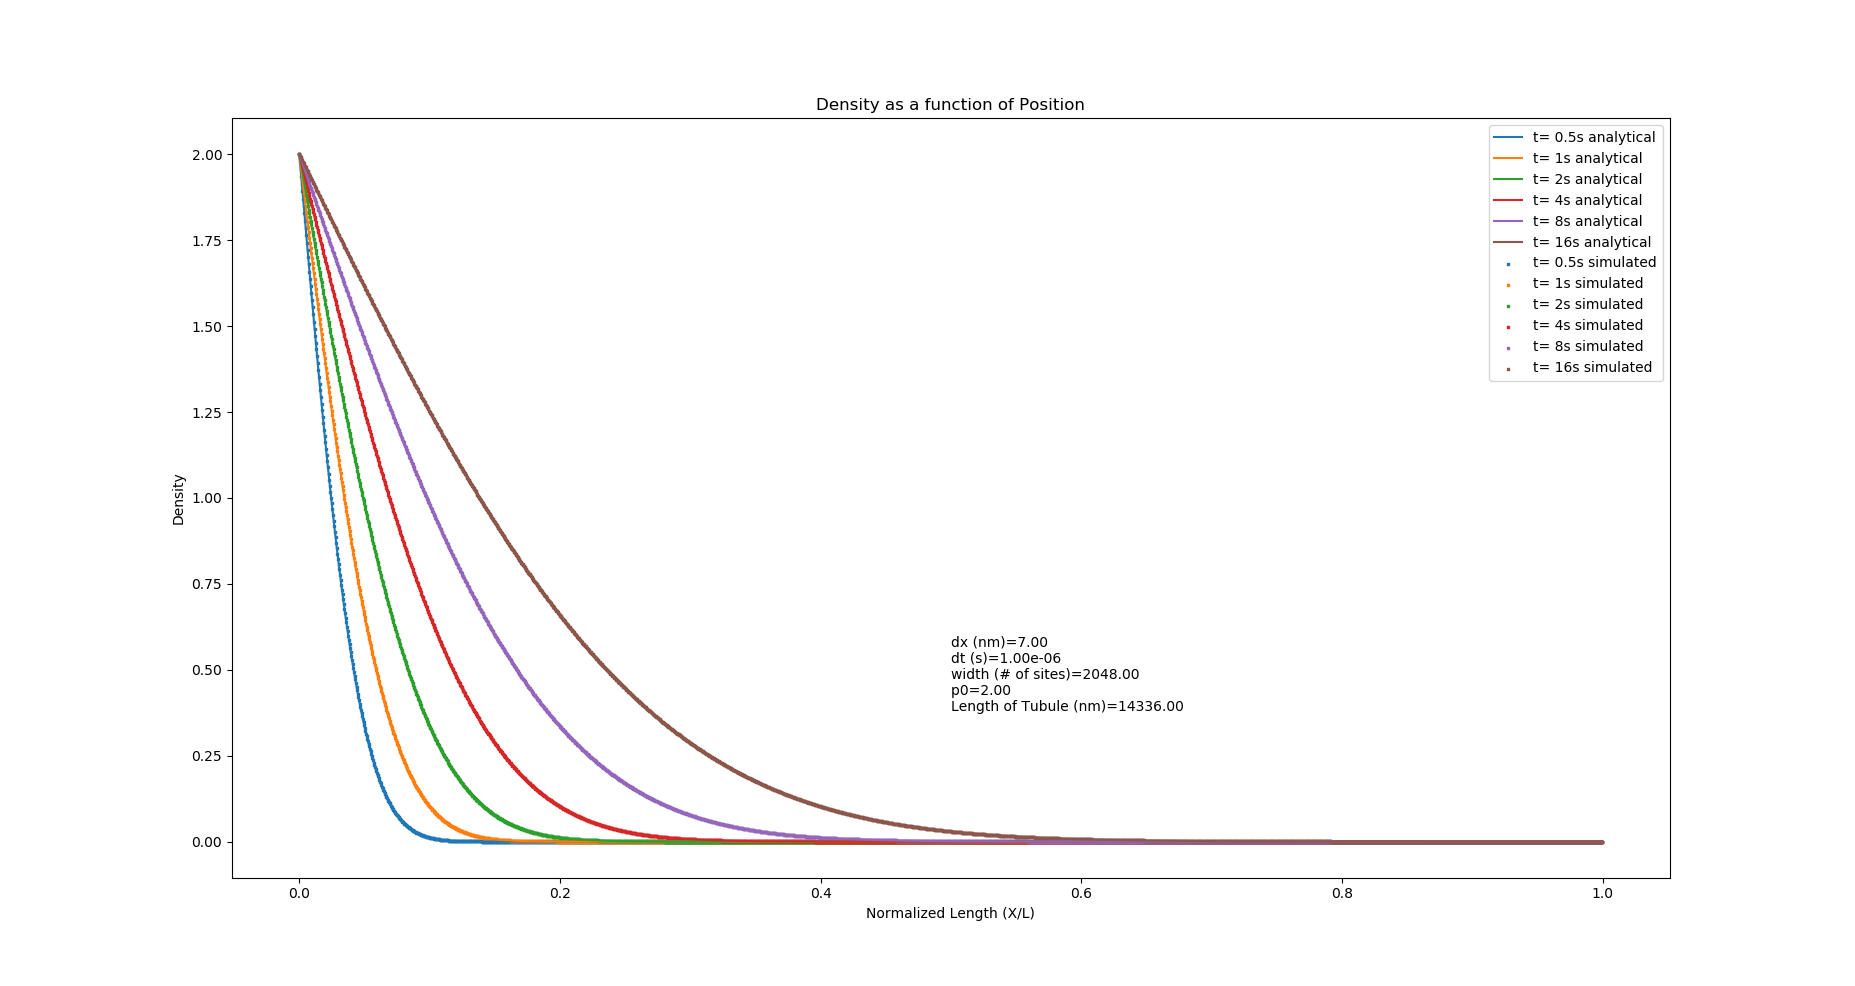 Density as a function of Position
t= 0.5s analytical
t= 1s analytical
t= 2s analytical
t= 4s analytical
t= 8s analytical
t= 16s analytical
t= 0.5s simulated
t= 1s simulated
t= 2s simulated
t= 4s simulated
t= 8s simulated
t= 16s simulated
2.00
1.75
1.50
1.25
1.00
0.75
0.50
0.25
0.00
Density
dx (nm)=7.00
dt (s)=1.00e-06
width (# of sites)=2048.00
p0=2.00
Length of Tubule (nm)=14336.00
0.0 0.2 0.4 0.6 0.8 1.0
Normalized Length (X/L)